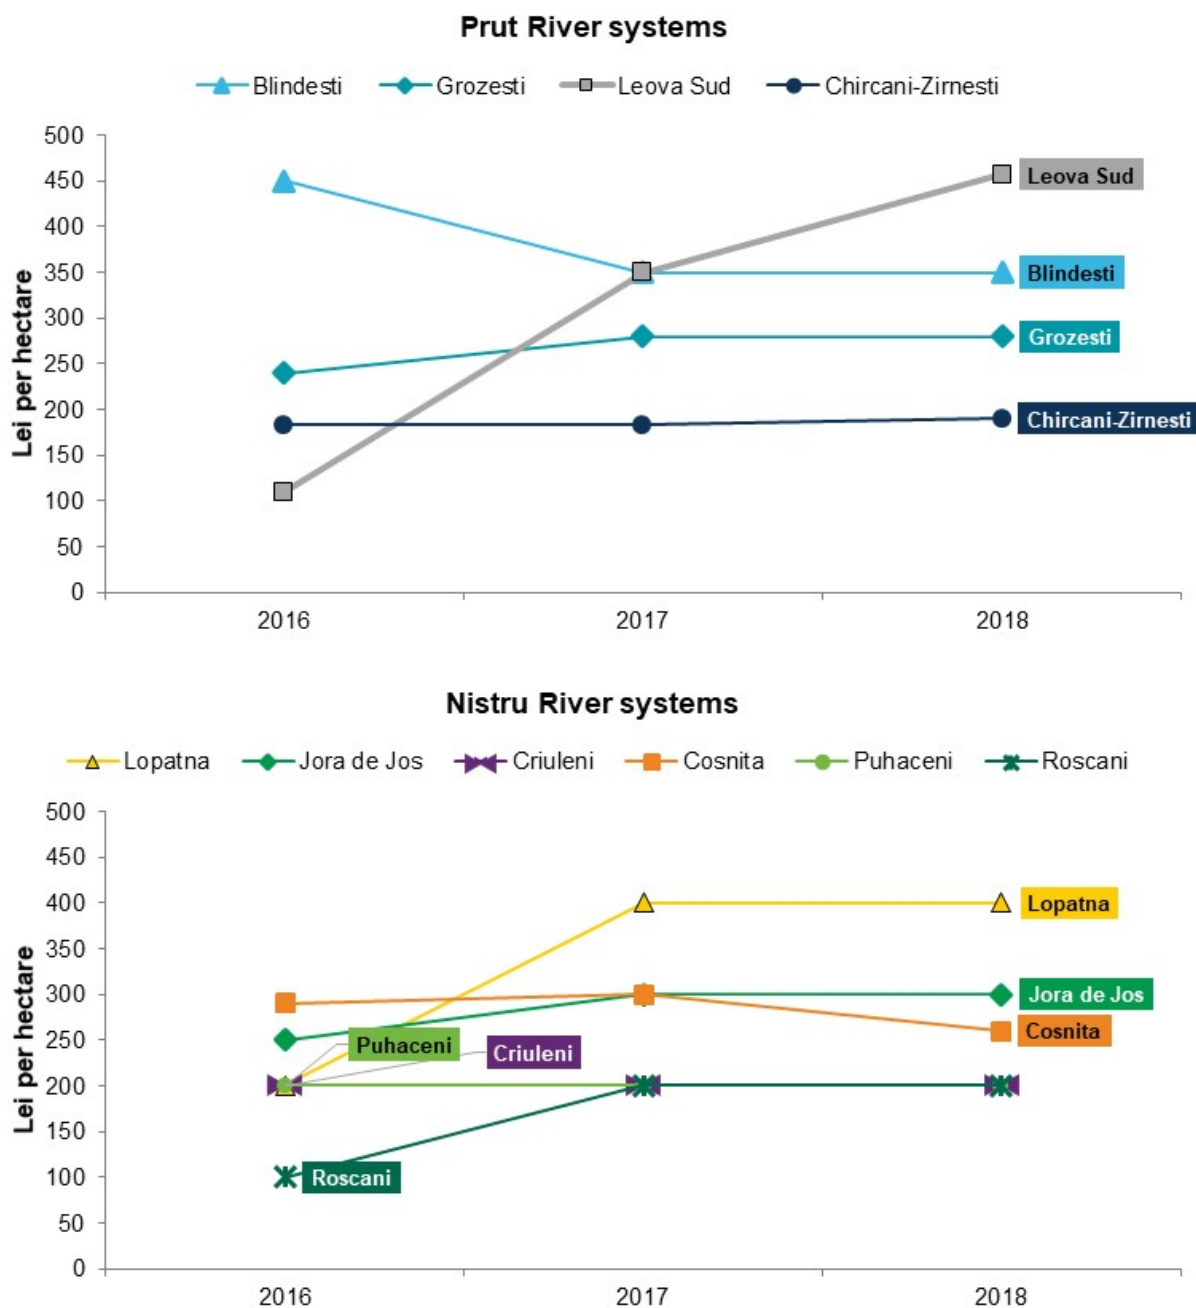 Prut River systems
Blindesti Grozesti Leova Sud Chircani-Zirnesti
Lei per hectare
500
450
400
350
300
250
200
150
100
50
0
Leova Sud
Blindesti
Grozesti
Chircani-Zirnesti
2016 2017 2018
Nistru River systems
Lopatna Jora de Jos Criuleni Cosnita Puhaceni Roscani
Lei per hectare
500
450
400
350
300
250
200
150
100
50
0
Lopatna
Jora de Jos
Cosnita
Puhaceni
Criuleni
Roscani
2016 2017 2018